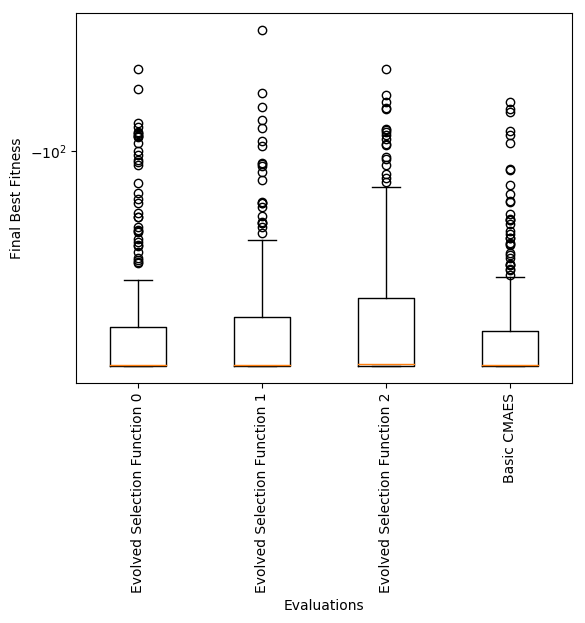 Final Best Fitness
−10²
Evolved Selection Function 0
Evolved Selection Function 1
Evolved Selection Function 2
Basic CMAES
Evaluations